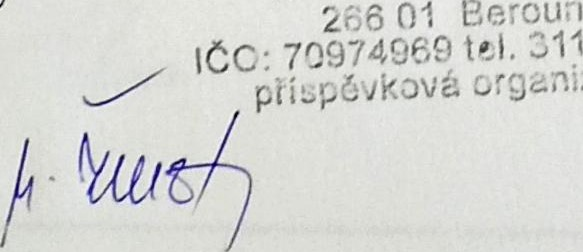 266 01 Beroun
IČO: 70974969 tel. 311
příspěvková organi